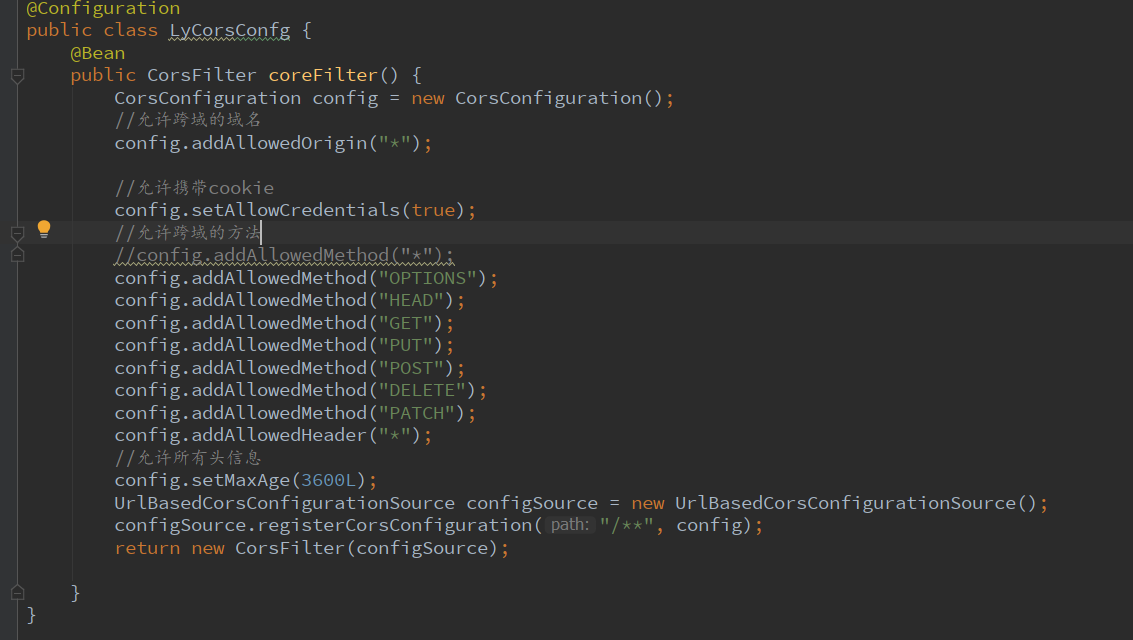 @Configuration
public class LyCorsConfg {
@Bean
public CorsFilter coreFilter() {
CorsConfiguration config = new CorsConfiguration();
//允许跨域的域名
config.addAllowedOrigin("*");
//允许携带cookie
config.setAllowCredentials(true);
//允许跨域的方法
//config.addAllowedMethod("*");
config.addAllowedMethod("OPTIONS");
config.addAllowedMethod("HEAD");
config.addAllowedMethod("GET");
config.addAllowedMethod("PUT");
config.addAllowedMethod("POST");
config.addAllowedMethod("DELETE");
config.addAllowedMethod("PATCH");
config.addAllowedHeader("*");
//允许所有头信息
config.setMaxAge(3600L);
UrlBasedCorsConfigurationSource configSource = new UrlBasedCorsConfigurationSource();
configSource.registerCorsConfiguration( path: "/**", config);
return new CorsFilter(configSource);
}
}